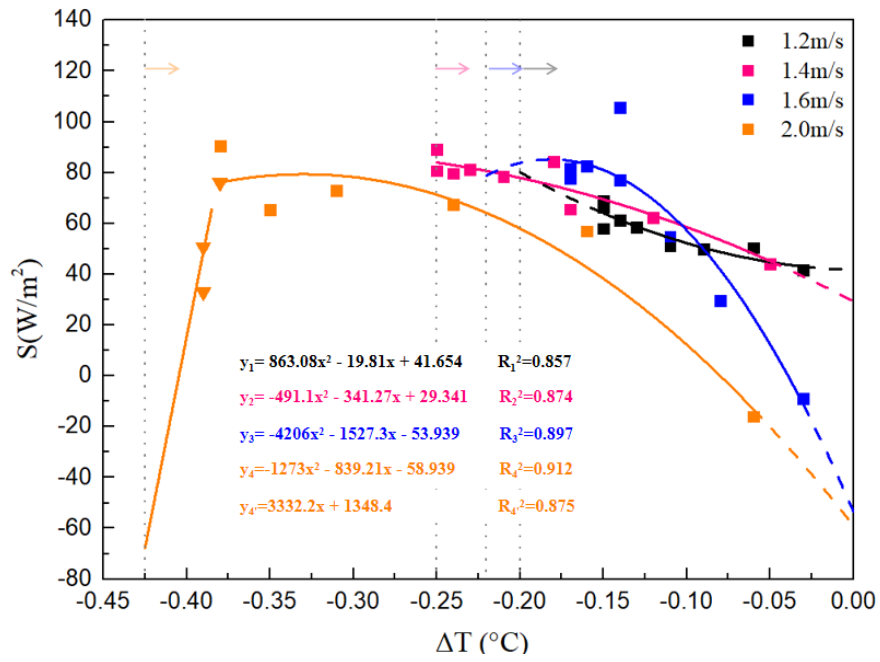 140
120
100
80
60
40
20
0
-20
-40
-60
-80
S(W/m²)
1.2m/s
1.4m/s
1.6m/s
2.0m/s
y₁= 863.08x² - 19.81x + 41.654 R₁²=0.857
y₂= -491.1x² - 341.27x + 29.341 R₂²=0.874
y₃= -4206x² - 1527.3x - 53.939 R₃²=0.897
y₄=-1273x² - 839.21x - 58.939 R₄²=0.912
y₄'=3332.2x + 1348.4 R₄'²=0.875
-0.45 -0.40 -0.35 -0.30 -0.25 -0.20 -0.15 -0.10 -0.05 0.00
ΔT (°C)